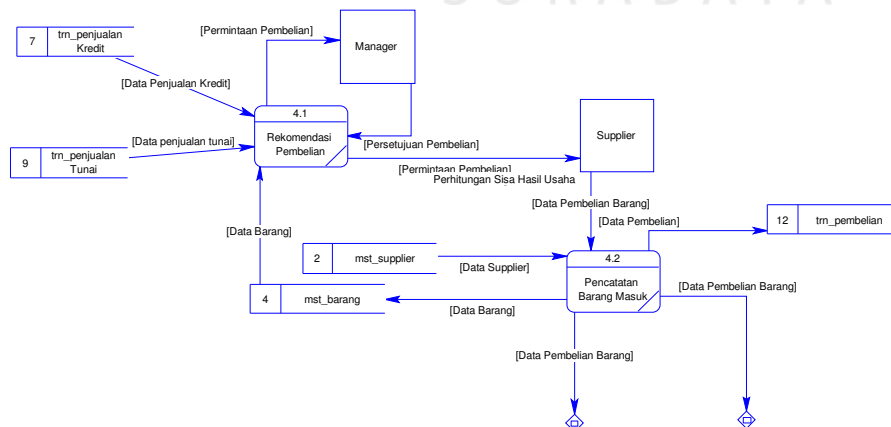 SURABAYA
[Permintaan Pembelian]
7
trn_penjualan
Kredit
Manager
[Data Penjualan Kredit]
4.1
Rekomendasi
Pembelian
[Data penjualan tunai]
[Persetujuan Pembelian]
Supplier
9
trn_penjualan
Tunai
[Permintaan Pembelian]
Perhitungan Sisa Hasil Usaha
[Data Pembelian Barang]
[Data Pembelian]
12
trn_pembelian
[Data Barang]
2
mst_supplier
[Data Supplier]
4.2
Pencatatan
Barang Masuk
4
mst_barang
[Data Barang]
[Data Pembelian Barang]
[Data Pembelian Barang]